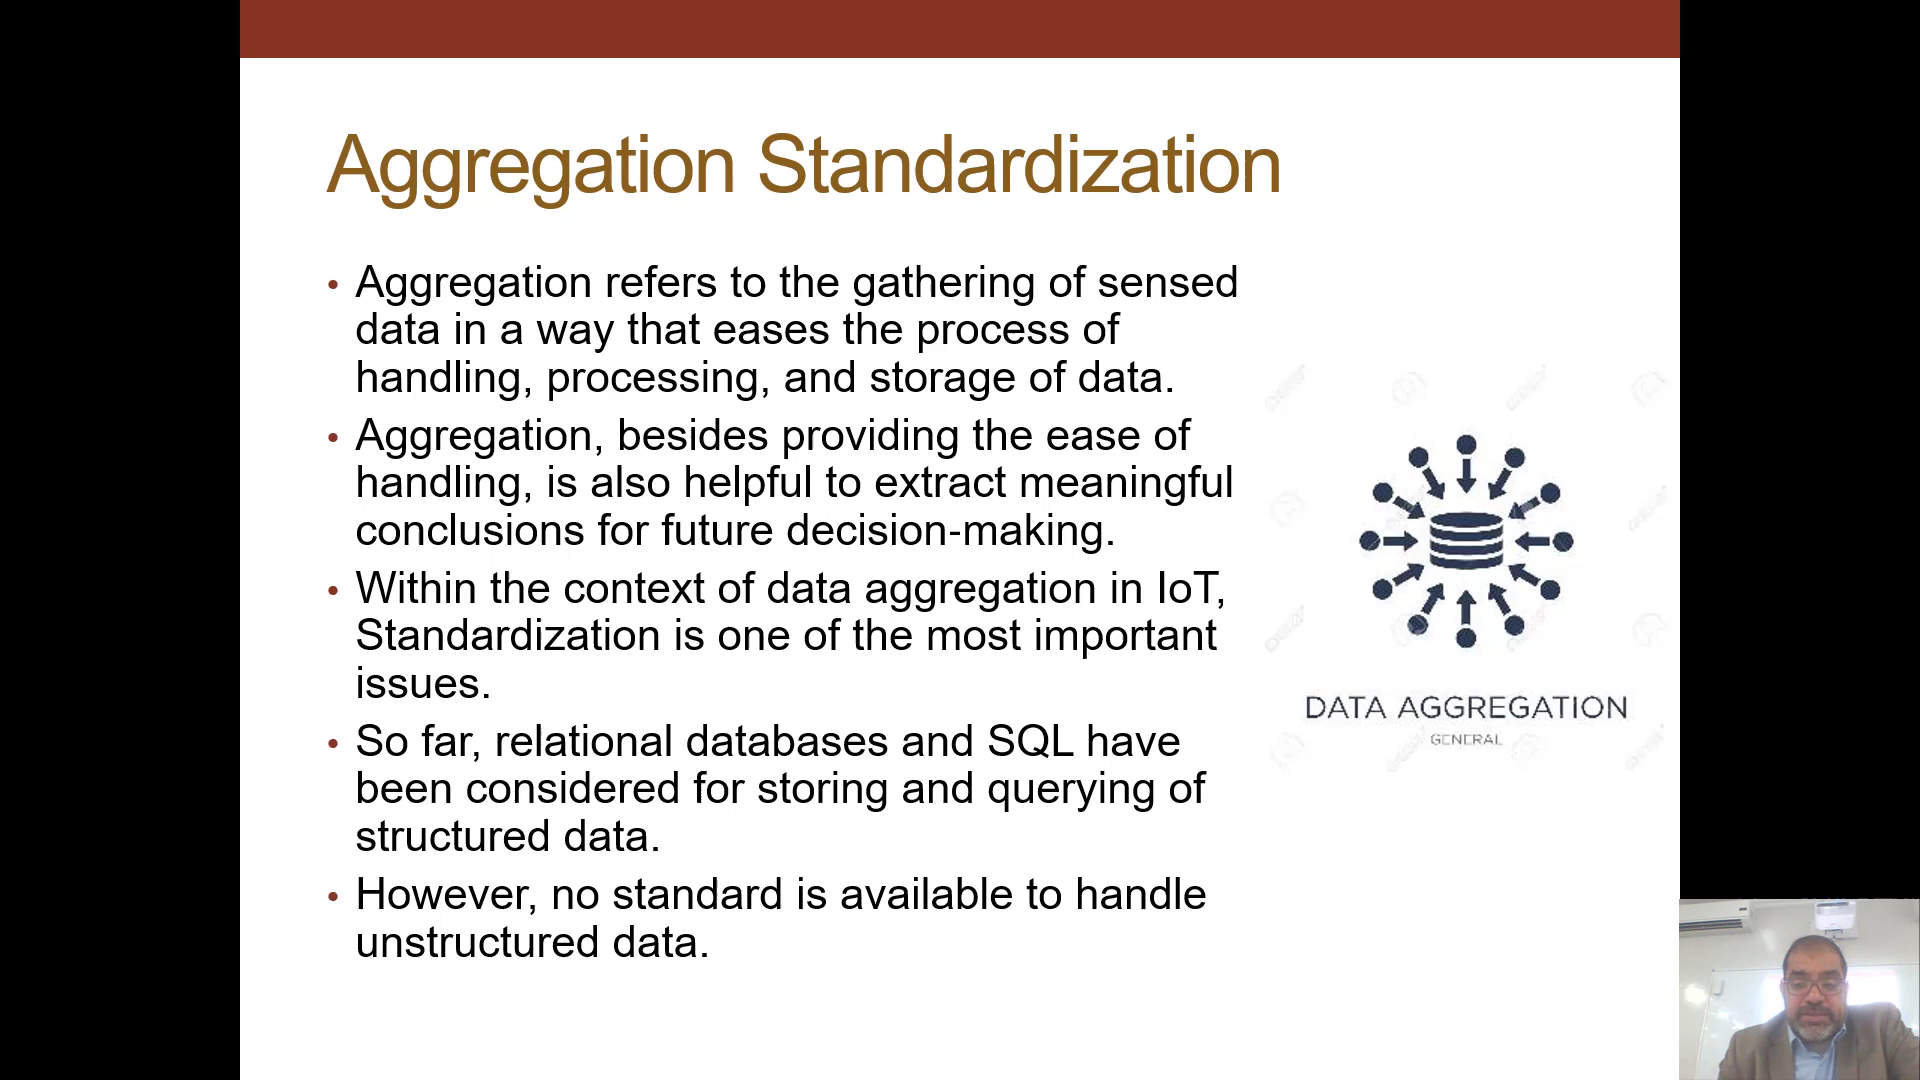 Aggregation Standardization
• Aggregation refers to the gathering of sensed
data in a way that eases the process of
handling, processing, and storage of data.
• Aggregation, besides providing the ease of
handling, is also helpful to extract meaningful
conclusions for future decision-making.
• Within the context of data aggregation in IoT,
Standardization is one of the most important
issues.
• So far, relational databases and SQL have
been considered for storing and querying of
structured data.
• However, no standard is available to handle
unstructured data.
DATA AGGREGATION
GENERAL